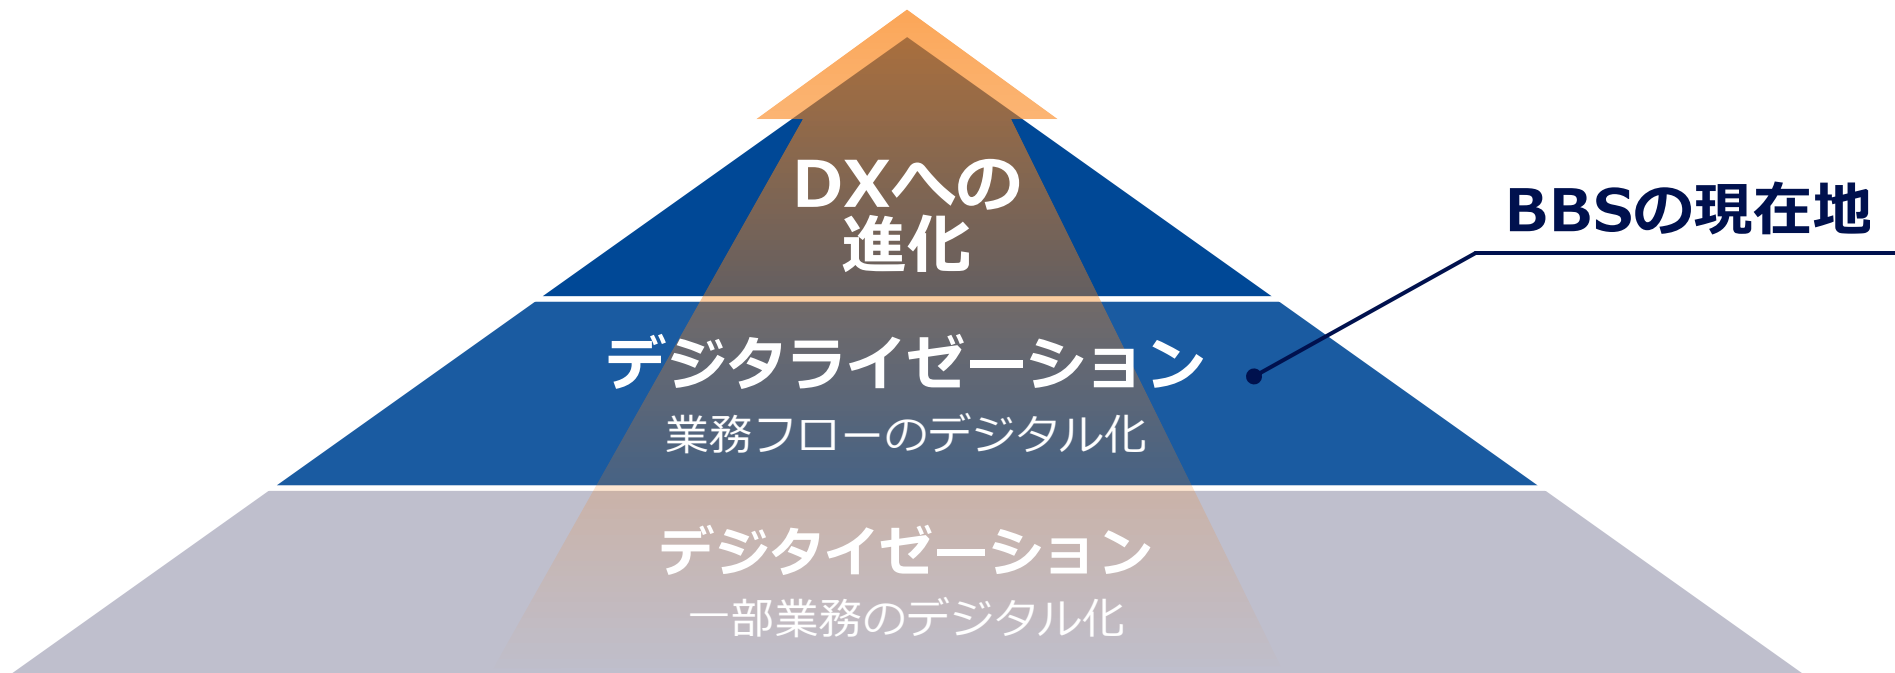 DXへの
進化
BBSの現在地
デジタライゼーション
業務フローのデジタル化
デジタイゼーション
一部業務のデジタル化